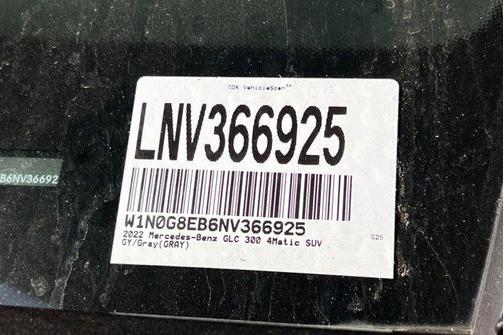 CDK VehicleScan™
LNV366925
B6NV36692
W1N0G8EB6NV366925
2022 Mercedes-Benz GLC 300 4Matic SUV
G25
GY/Gray(GRAY)